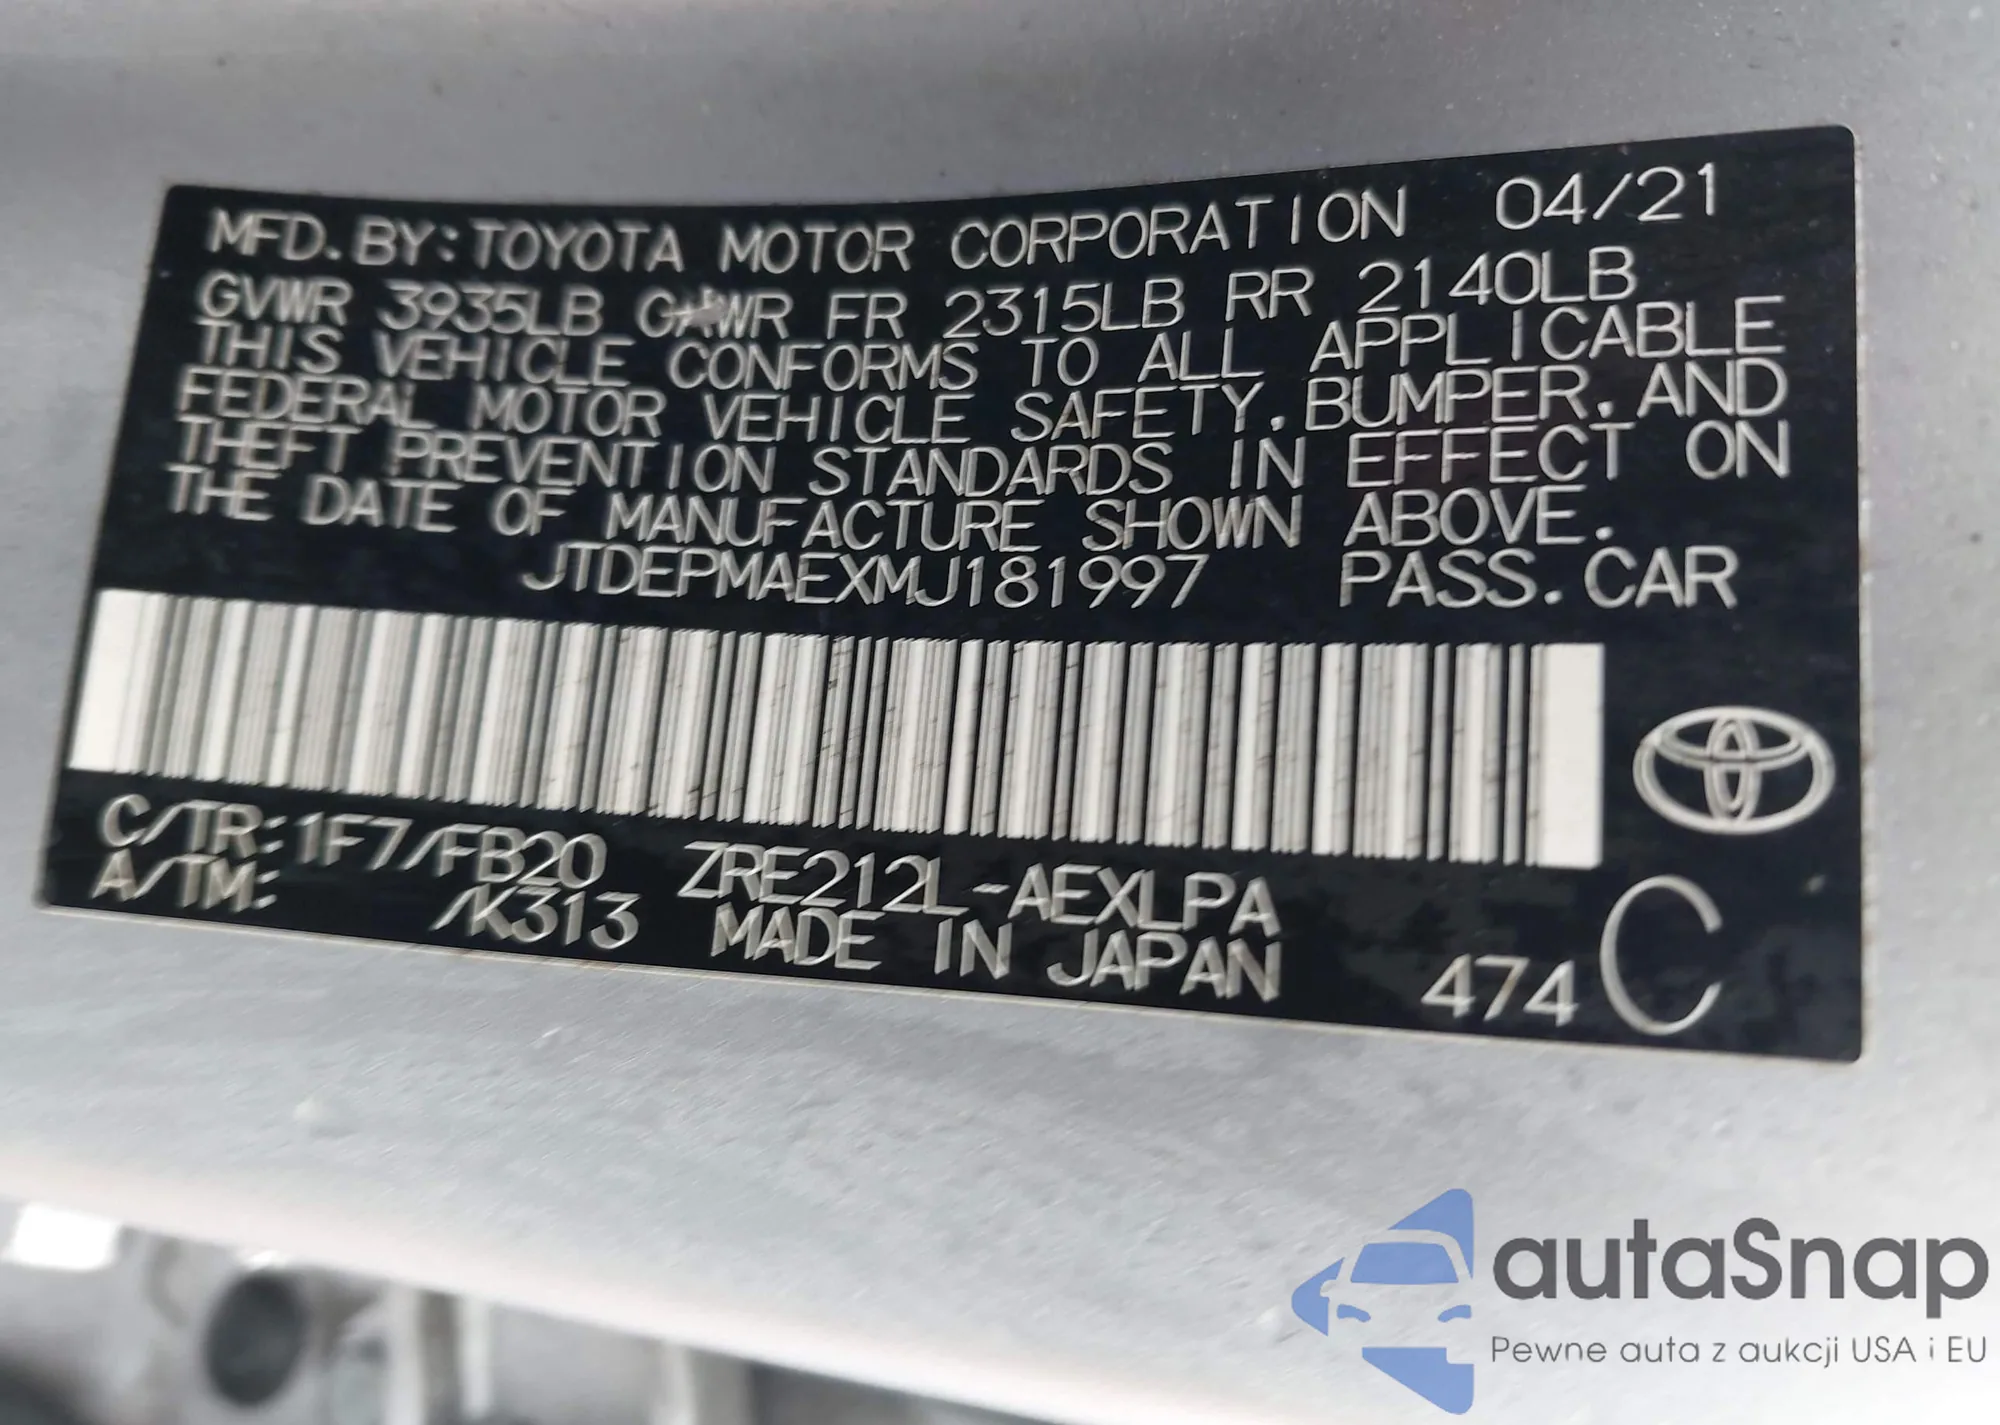 MFD. BY: TOYOTA MOTOR CORPORATION 04/21
GVWR 3935LB GAWR FR 2315LB RR 2140LB
THIS VEHICLE CONFORMS TO ALL APPLICABLE
FEDERAL MOTOR VEHICLE SAFETY, BUMPER, AND
THEFT PREVENTION STANDARDS IN EFFECT ON
THE DATE OF MANUFACTURE SHOWN ABOVE.
JTDEPMAEXMJ181997 PASS. CAR
C/TR: 1F7/FB20 ZRE212L-AEXLPA
A/TM: /K313 MADE IN JAPAN 474 C
autaSnap
Pewne auta z aukcji USA i EU